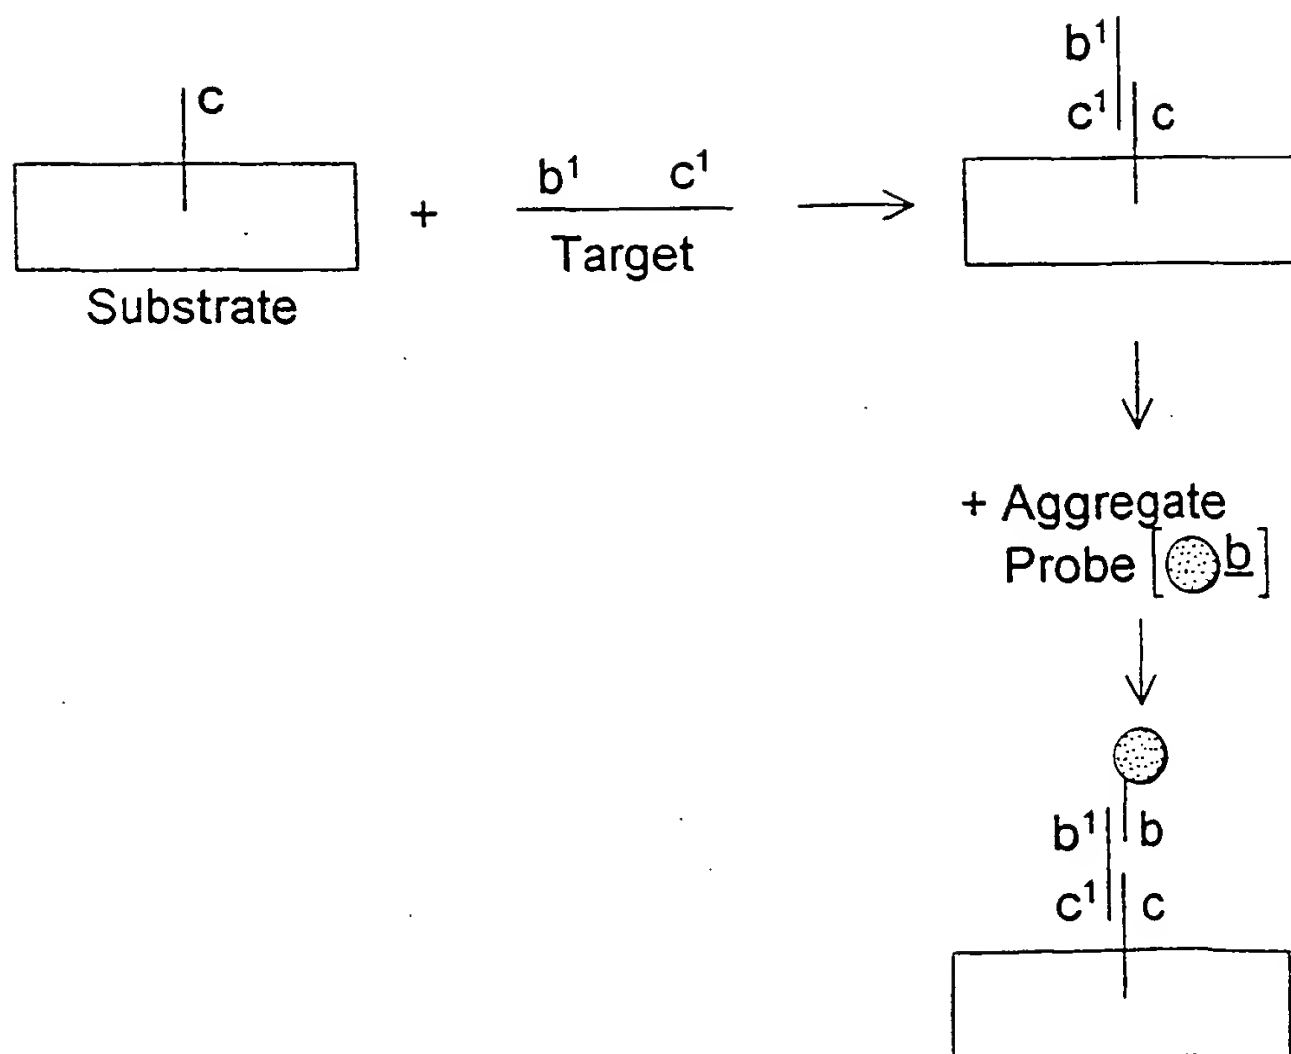 c
Substrate
+
b¹ c¹
Target
b¹
c¹ c
+ Aggregate
Probe [b]
b¹ b
c¹ c